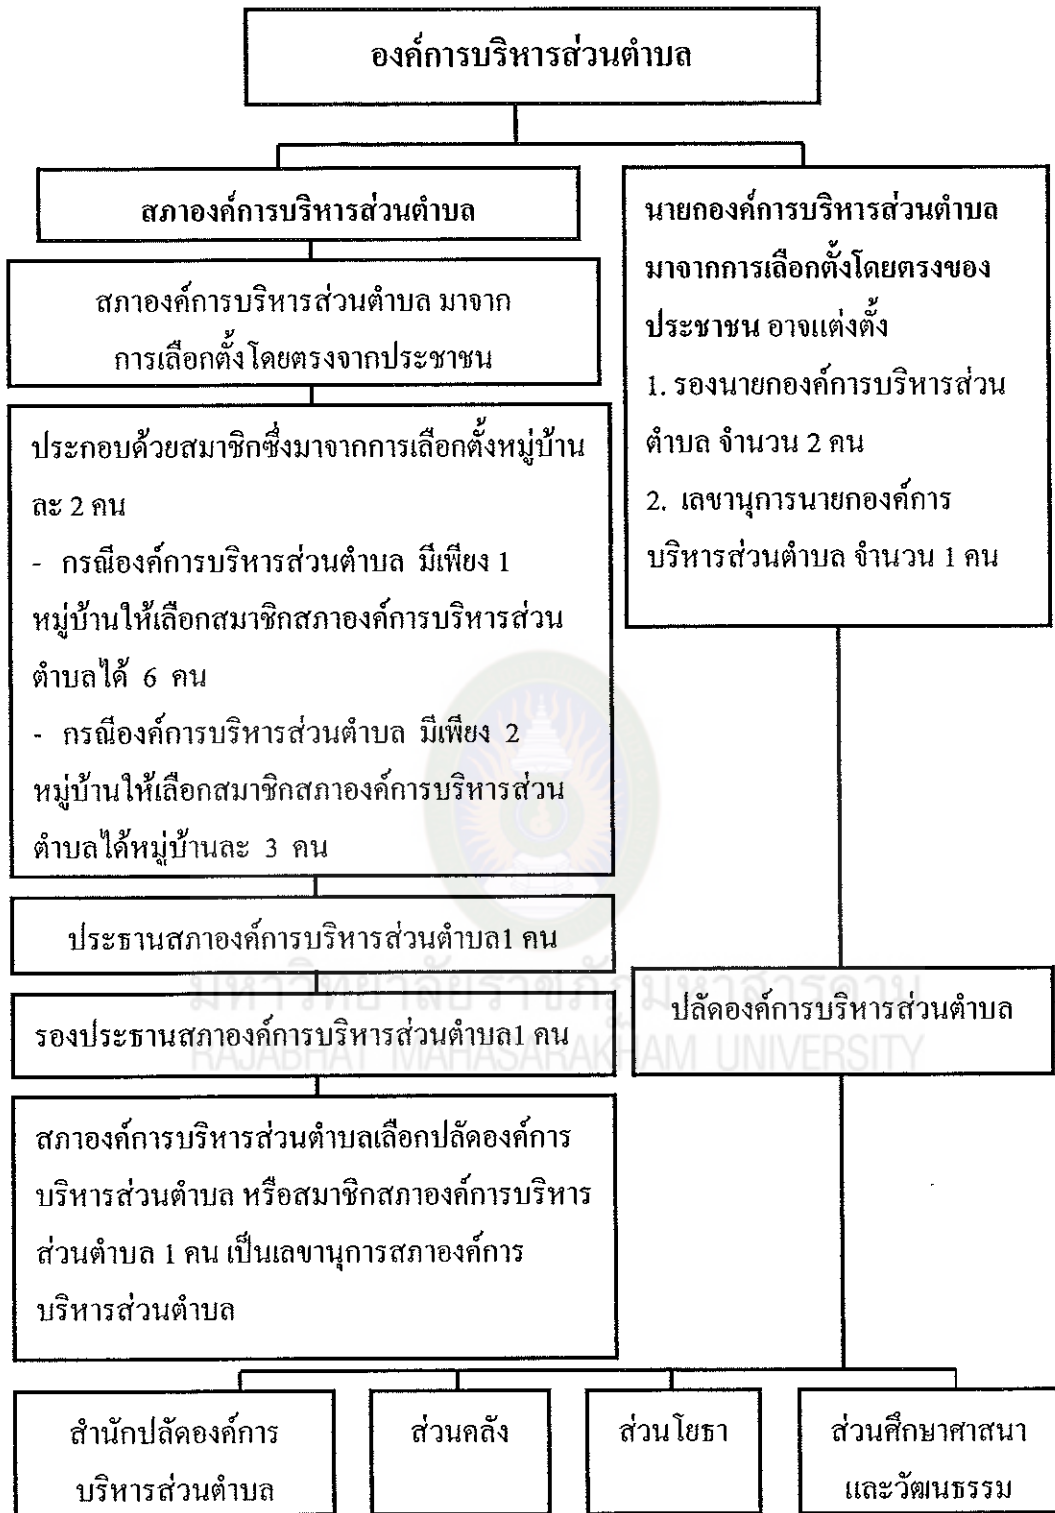 องค์การบริหารส่วนตำบล
สภาองค์การบริหารส่วนตำบล
สภาองค์การบริหารส่วนตำบล มาจาก
การเลือกตั้งโดยตรงจากประชาชน
ประกอบด้วยสมาชิกซึ่งมาจากการเลือกตั้งหมู่บ้าน
ละ 2 คน
- กรณีองค์การบริหารส่วนตำบล มีเพียง 1
หมู่บ้านให้เลือกสมาชิกสภาองค์การบริหารส่วน
ตำบลได้ 6 คน
- กรณีองค์การบริหารส่วนตำบล มีเพียง 2
หมู่บ้านให้เลือกสมาชิกสภาองค์การบริหารส่วน
ตำบลได้หมู่บ้านละ 3 คน
ประธานสภาองค์การบริหารส่วนตำบล1 คน
รองประธานสภาองค์การบริหารส่วนตำบล1 คน
สภาองค์การบริหารส่วนตำบลเลือกปลัดองค์การ
บริหารส่วนตำบล หรือสมาชิกสภาองค์การบริหาร
ส่วนตำบล 1 คน เป็นเลขานุการสภาองค์การ
บริหารส่วนตำบล
นายกองค์การบริหารส่วนตำบล
มาจากการเลือกตั้งโดยตรงของ
ประชาชน อาจแต่งตั้ง
1. รองนายกองค์การบริหารส่วน
ตำบล จำนวน 2 คน
2. เลขานุการนายกองค์การ
บริหารส่วนตำบล จำนวน 1 คน
ปลัดองค์การบริหารส่วนตำบล
สำนักปลัดองค์การ
บริหารส่วนตำบล
ส่วนคลัง
ส่วนโยธา
ส่วนศึกษาศาสนา
และวัฒนธรรม
มหาวิทยาลัยราชภัฏมหาสารคาม
RAJABHAT MAHASARAKHAM UNIVERSITY